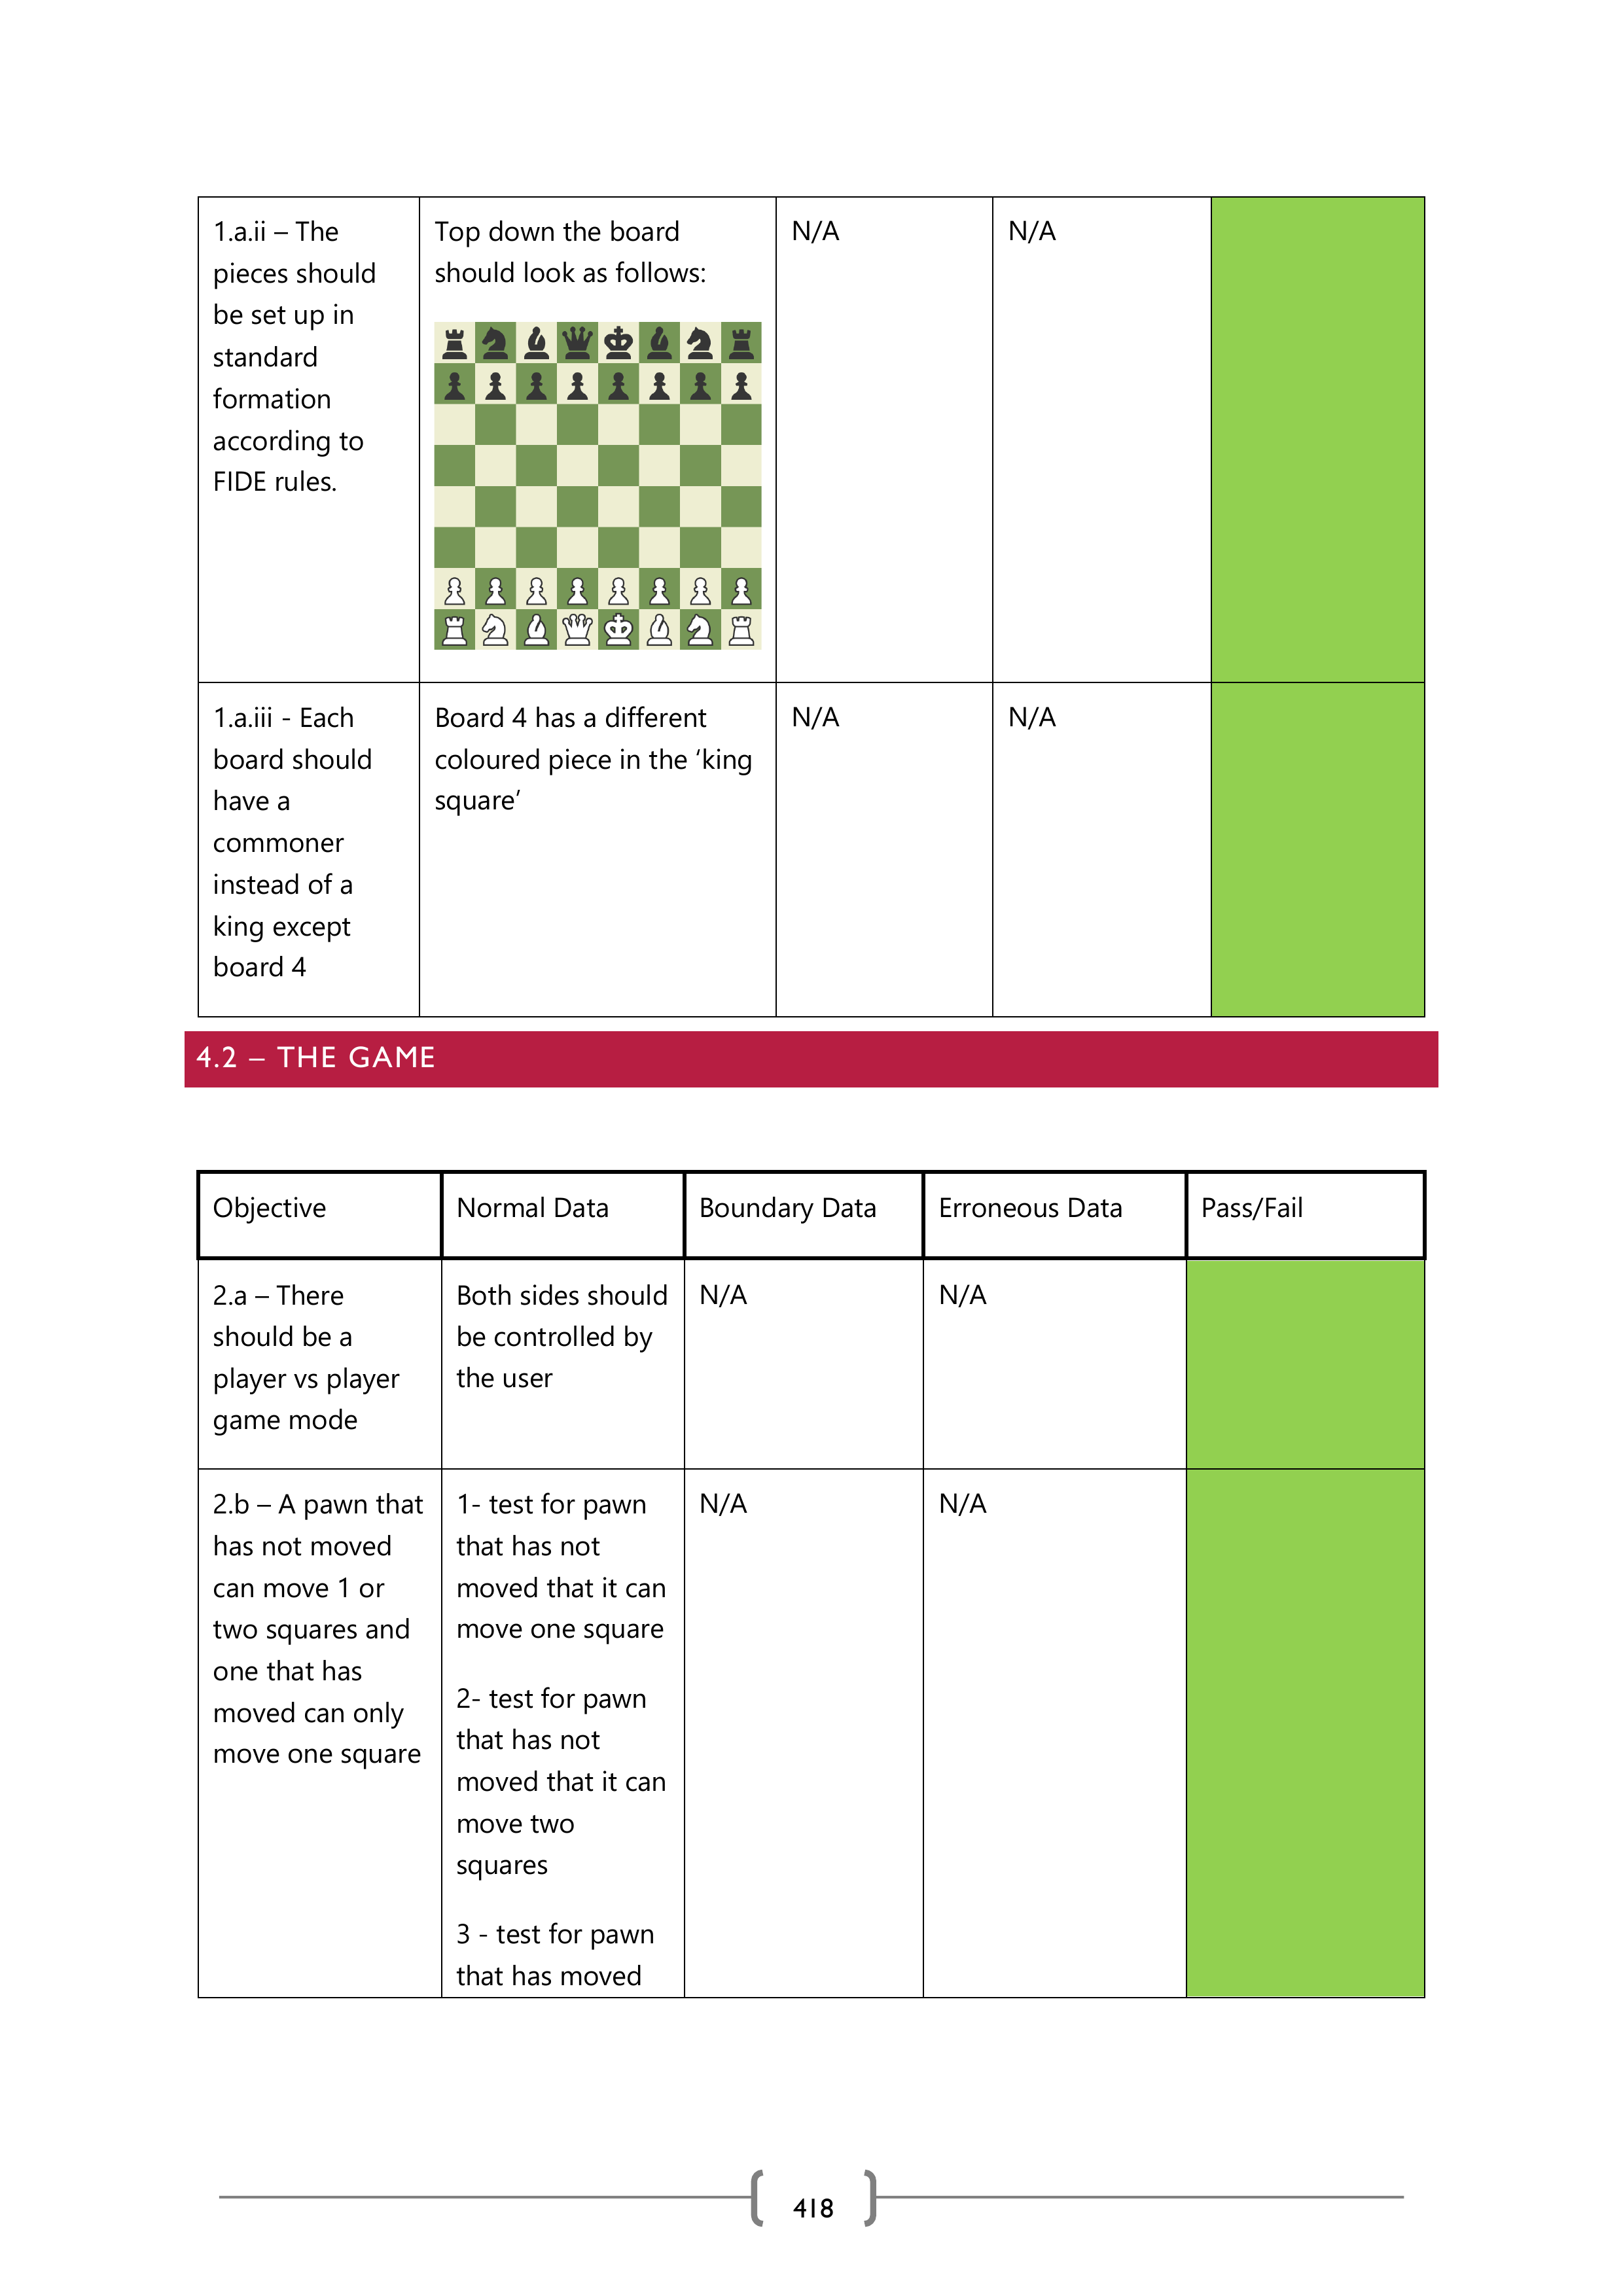 1.a.ii – The
pieces should
be set up in
standard
formation
according to
FIDE rules.
Top down the board
should look as follows:
N/A
N/A
1.a.iii - Each
board should
have a
commoner
instead of a
king except
board 4
Board 4 has a different
coloured piece in the ‘king
square’
N/A
N/A
4.2 – THE GAME
Objective
Normal Data
Boundary Data
Erroneous Data
Pass/Fail
2.a – There
should be a
player vs player
game mode
Both sides should
be controlled by
the user
N/A
N/A
2.b – A pawn that
has not moved
can move 1 or
two squares and
one that has
moved can only
move one square
1- test for pawn
that has not
moved that it can
move one square
2- test for pawn
that has not
moved that it can
move two
squares
3 - test for pawn
that has moved
N/A
N/A
418